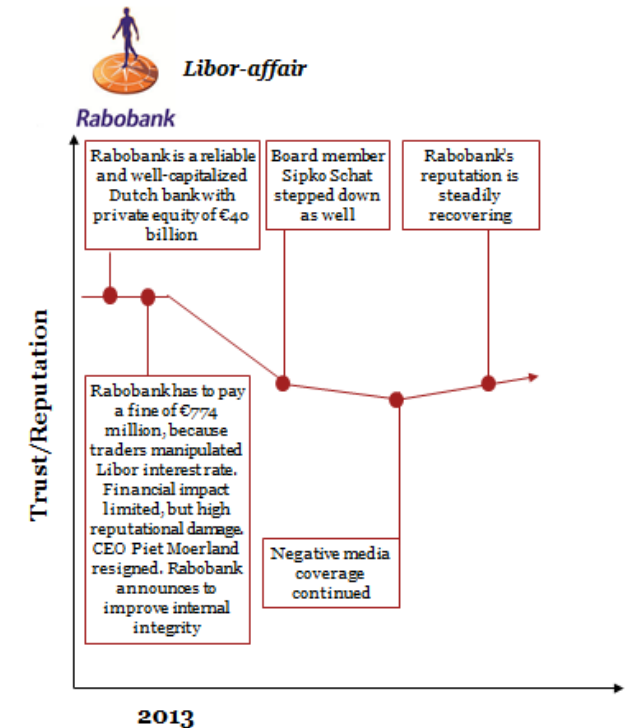 Libor-affair
Rabobank
Rabobank is a reliable
and well-capitalized
Dutch bank with
private equity of €40
billion
Board member
Sipko Schat
stepped down
as well
Rabobank's
reputation is
steadily
recovering
Trust/Reputation
Rabobank has to pay
a fine of €774
million, because
traders manipulated
Libor interest rate.
Financial impact
limited, but high
reputational damage.
CEO Piet Moerland
resigned. Rabobank
announces to
improve internal
integrity
Negative media
coverage
continued
2013